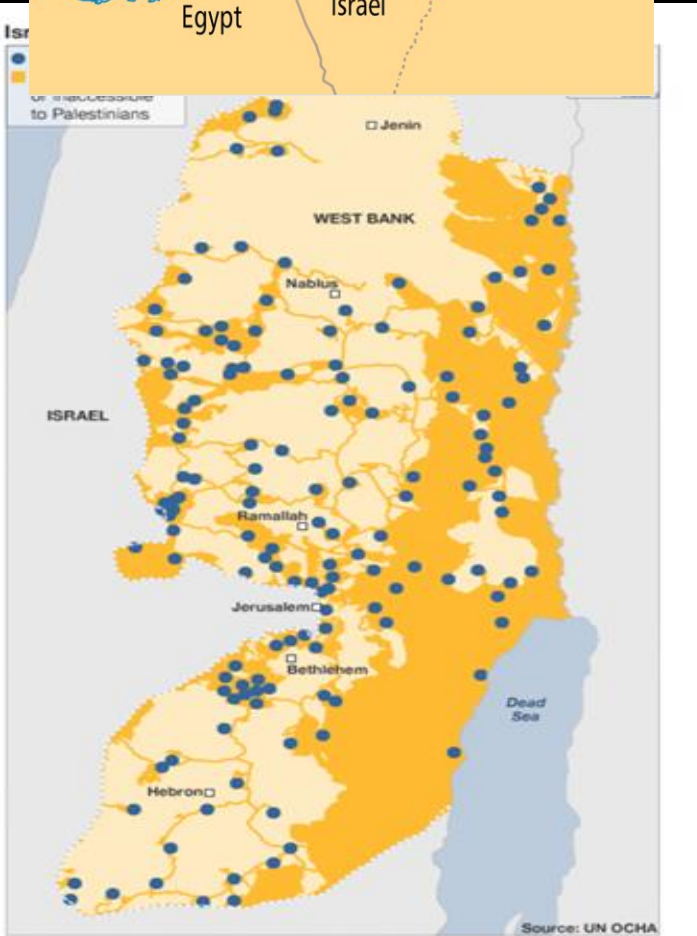 Israel
Egypt
Isr
or inaccessible
to Palestinians
Jenin
WEST BANK
Nablus
ISRAEL
Ramallah
Jerusalem
Bethlehem
Dead
Sea
Hebron
Source: UN OCHA